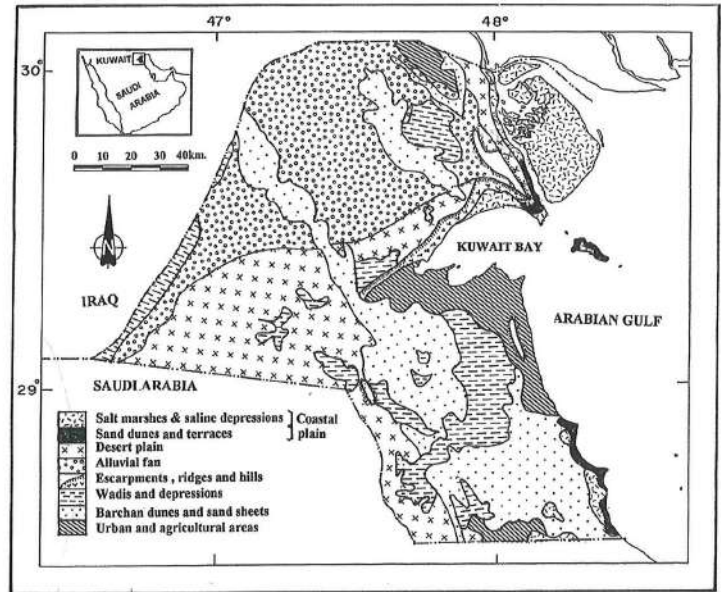 47° 48°
30°
29°
KUWAIT
SAUDI
ARABIA
0 10 20 30 40km.
N
IRAQ
KUWAIT BAY
ARABIAN GULF
SAUDI ARABIA
Salt marshes & saline depressions
Sand dunes and terraces
Coastal
plain
Desert plain
Alluvial fan
Escarpments , ridges and hills
Wadis and depressions
Barchan dunes and sand sheets
Urban and agricultural areas